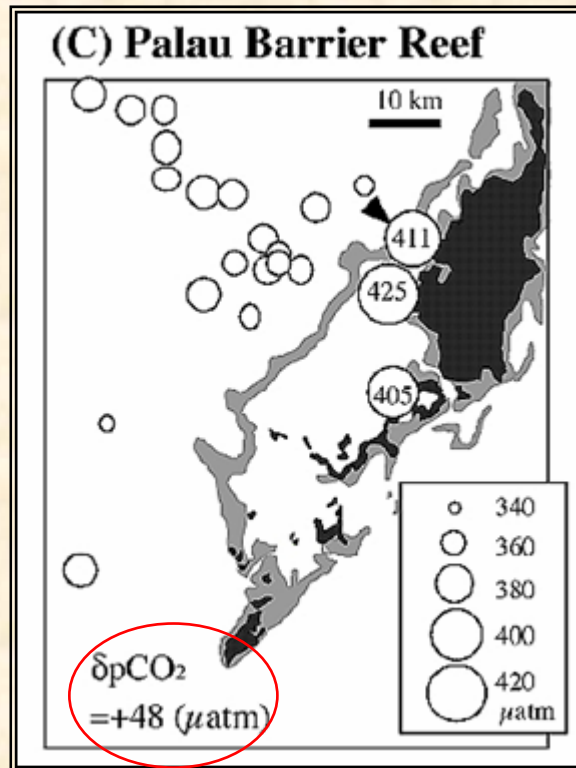 (C) Palau Barrier Reef
10 km
411
425
405
340
360
380
400
420
μatm
δpCO₂
=+48 (μatm)